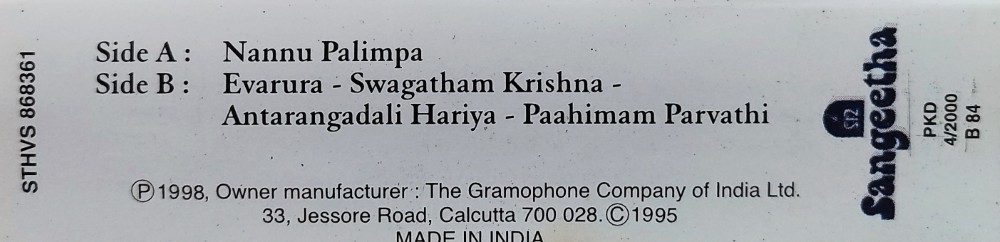 STHVS 868361
Side A : Nannu Palimpa
Side B : Evarura - Swagatham Krishna -
Antarangadali Hariya - Paahimam Parvathi
Ⓟ1998, Owner manufacturer : The Gramophone Company of India Ltd.
33, Jessore Road, Calcutta 700 028.©1995
MADE IN INDIA
Sangeetha
PKD
4/2000
B 84